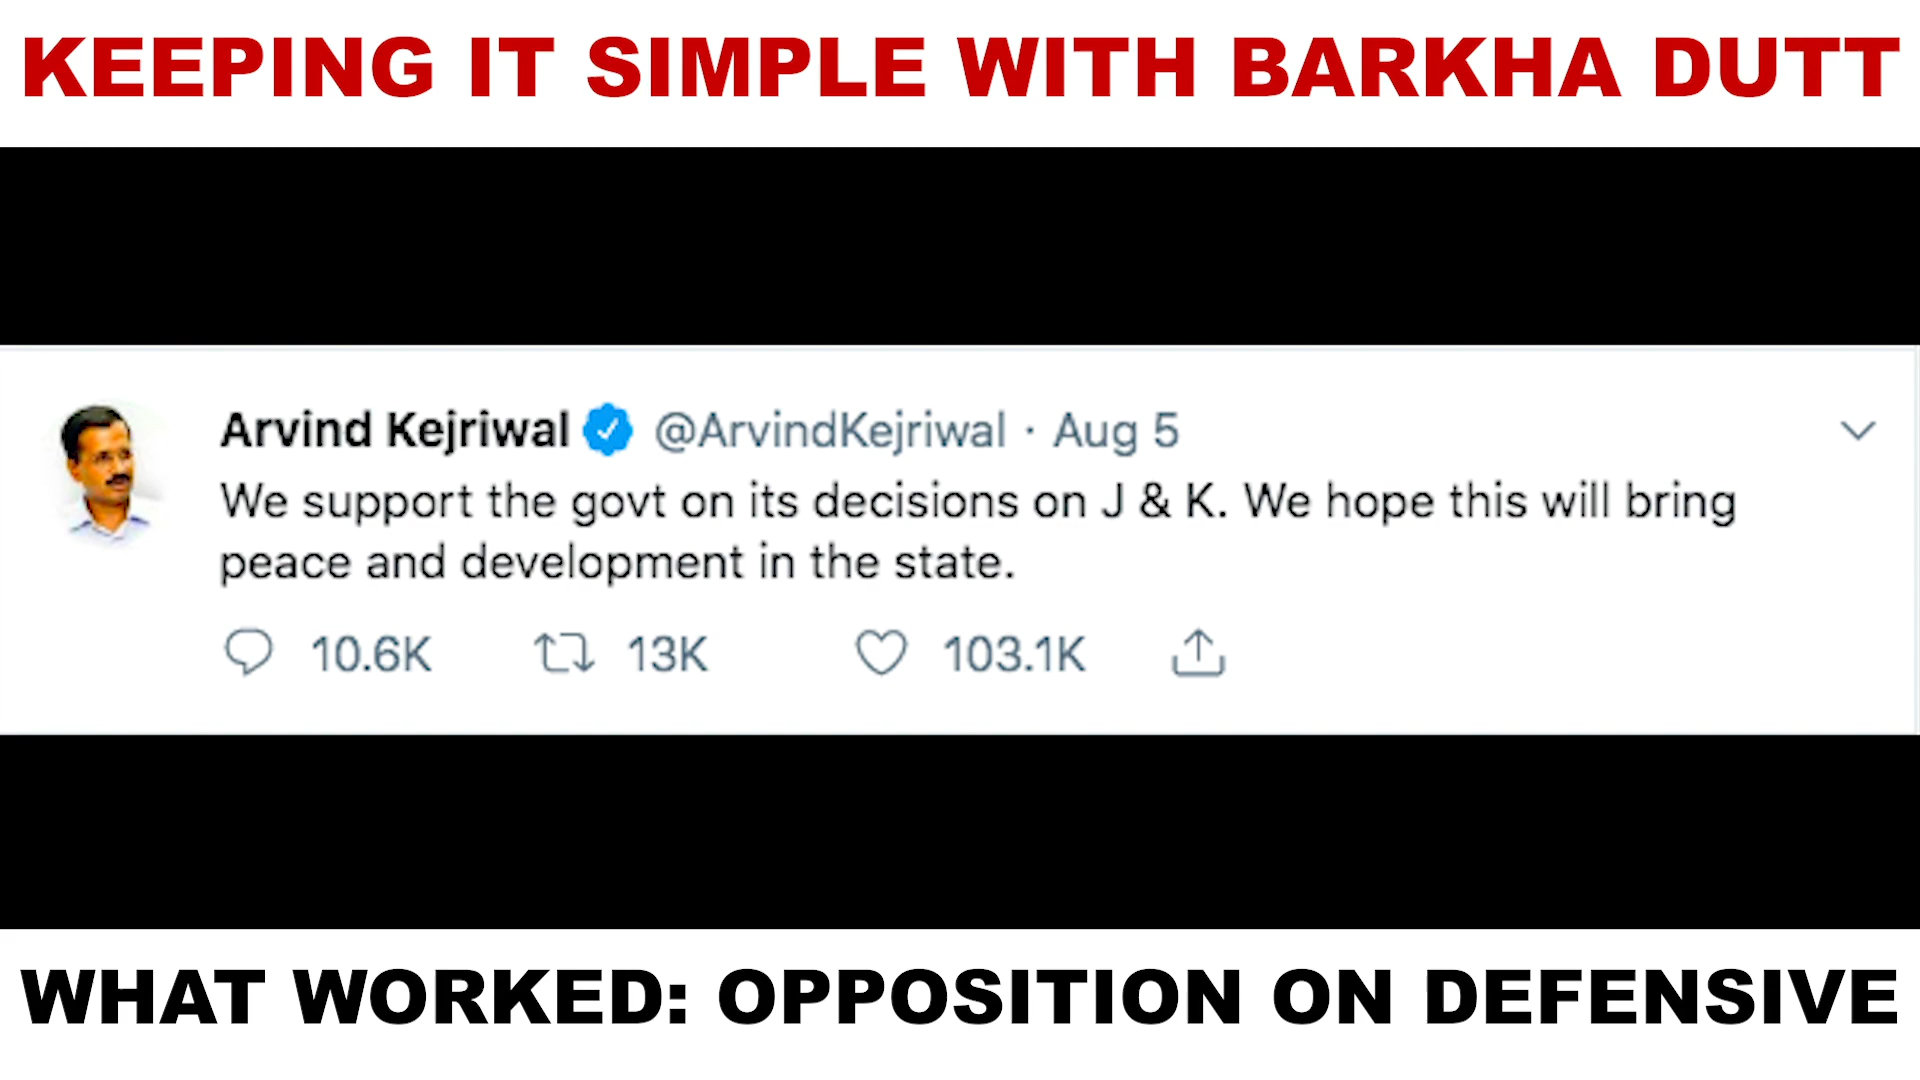 KEEPING IT SIMPLE WITH BARKHA DUTT
Arvind Kejriwal @ArvindKejriwal · Aug 5
We support the govt on its decisions on J & K. We hope this will bring
peace and development in the state.
10.6K 13K 103.1K
WHAT WORKED: OPPOSITION ON DEFENSIVE